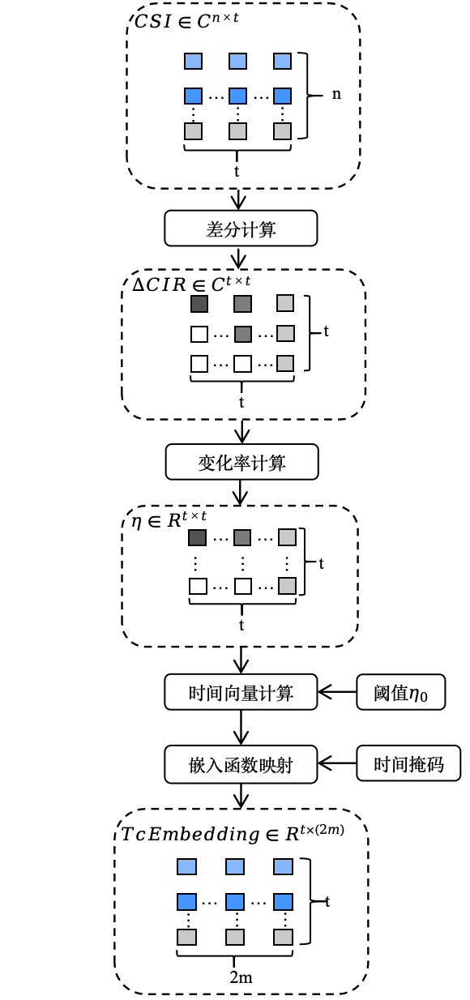 CSI ∈ C^{n×t}
n
t
差分计算
ΔCIR ∈ C^{t×t}
t
t
变化率计算
η ∈ R^{t×t}
t
t
时间向量计算
阈值η₀
嵌入函数映射
时间掩码
TcEmbedding ∈ R^{t×(2m)}
t
2m